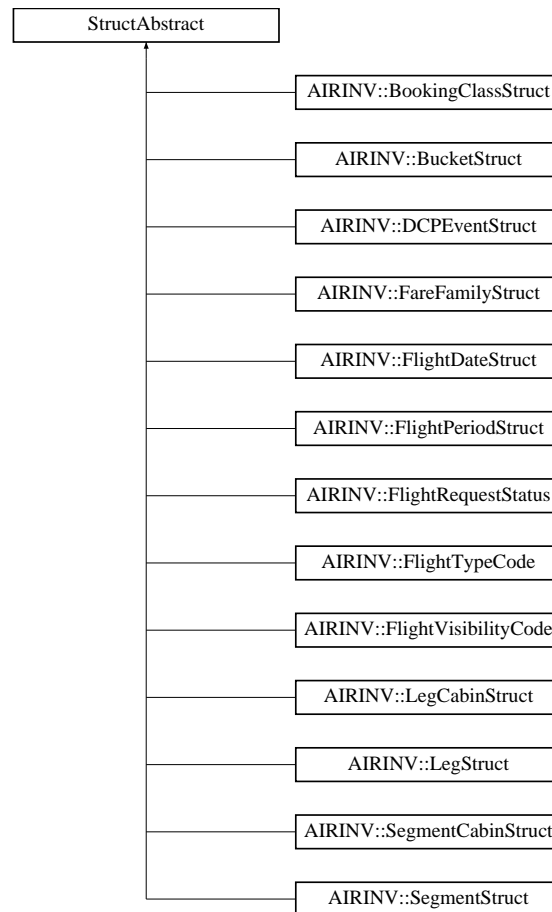 StructAbstract
AIRINV::BookingClassStruct
AIRINV::BucketStruct
AIRINV::DCPEventStruct
AIRINV::FareFamilyStruct
AIRINV::FlightDateStruct
AIRINV::FlightPeriodStruct
AIRINV::FlightRequestStatus
AIRINV::FlightTypeCode
AIRINV::FlightVisibilityCode
AIRINV::LegCabinStruct
AIRINV::LegStruct
AIRINV::SegmentCabinStruct
AIRINV::SegmentStruct